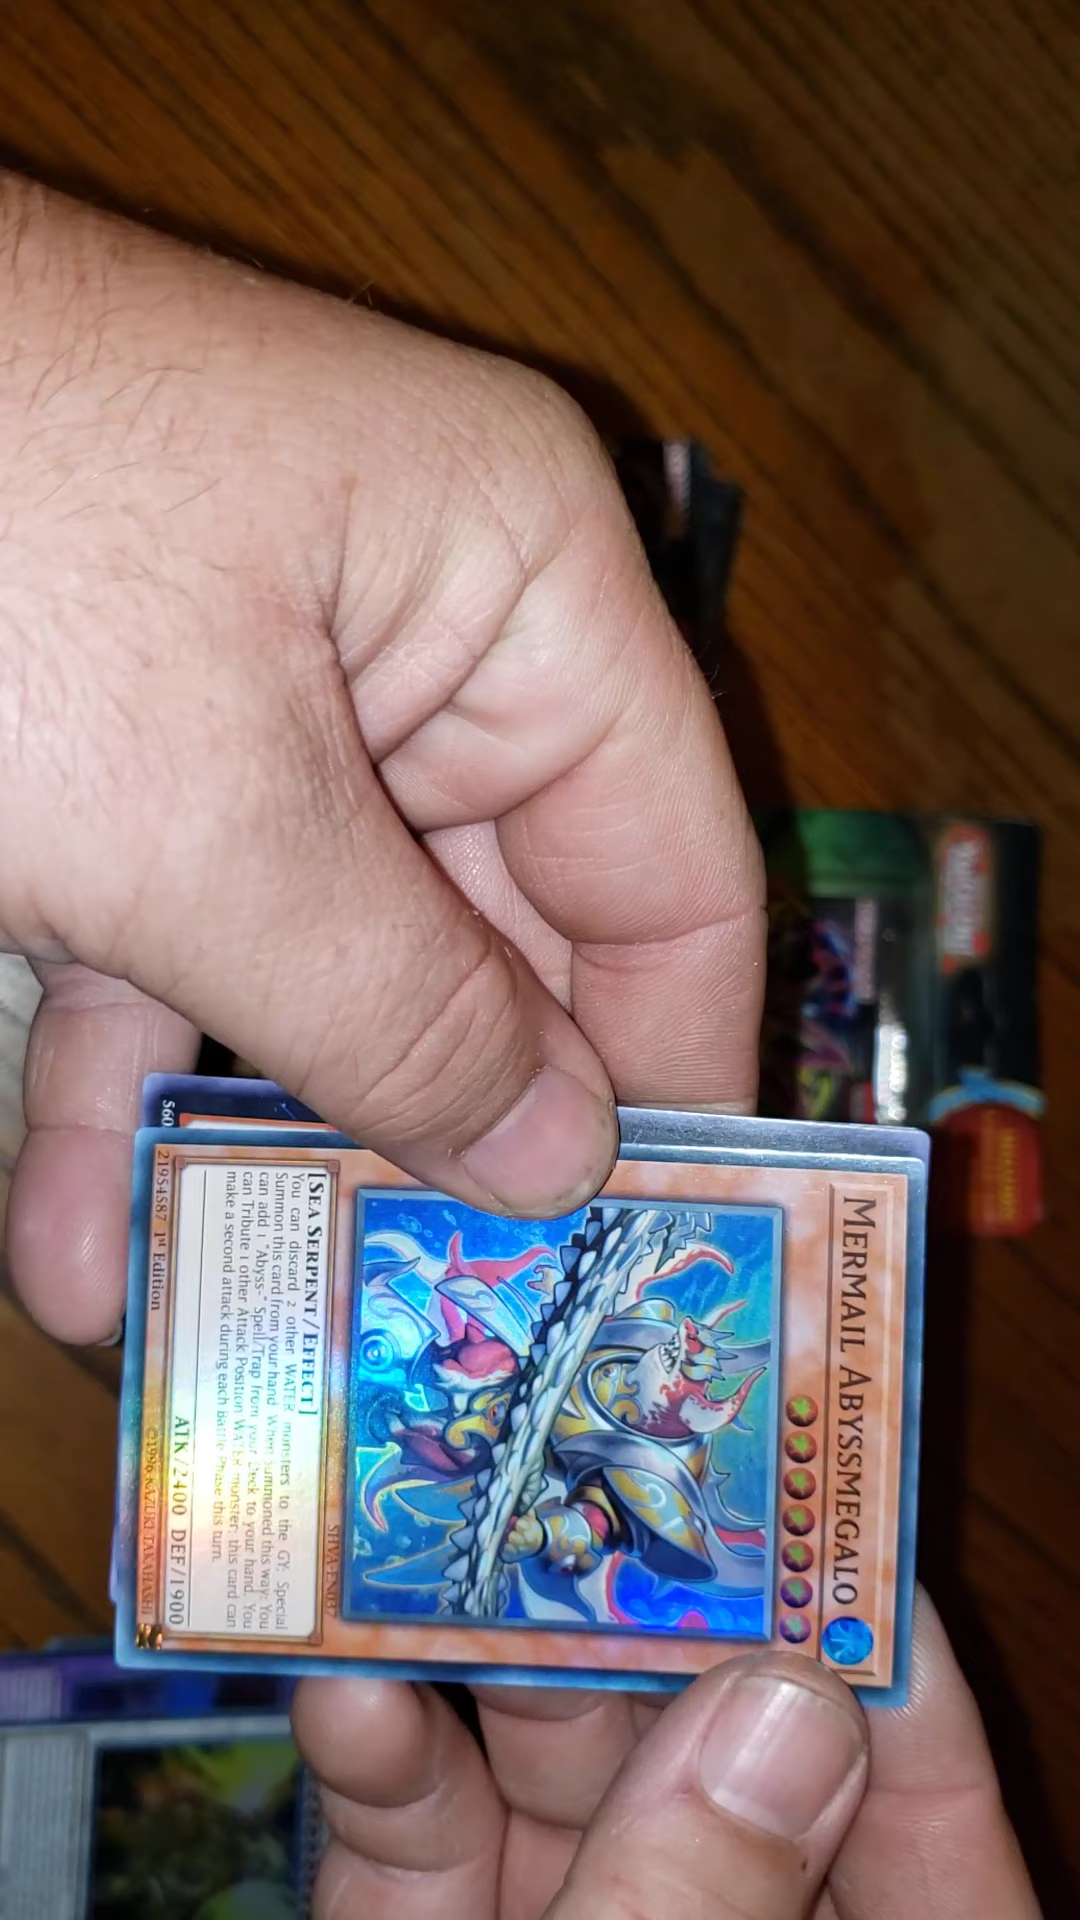 MERMAIL ABYSSMEGALO
SHVA-EN037
[SEA SERPENT/EFFECT]
You can discard 2 other WATER monsters to the GY: Special
Summon this card from your hand. When Summoned this way: You
can add 1 "Abyss-" Spell/Trap from your Deck to your hand. You
can Tribute 1 other Attack Position WATER monster; this card can
make a second attack during each Battle Phase this turn.
ATK/2400 DEF/1900
21954587 1st Edition ©1996 KAZUKI TAKAHASHI
560